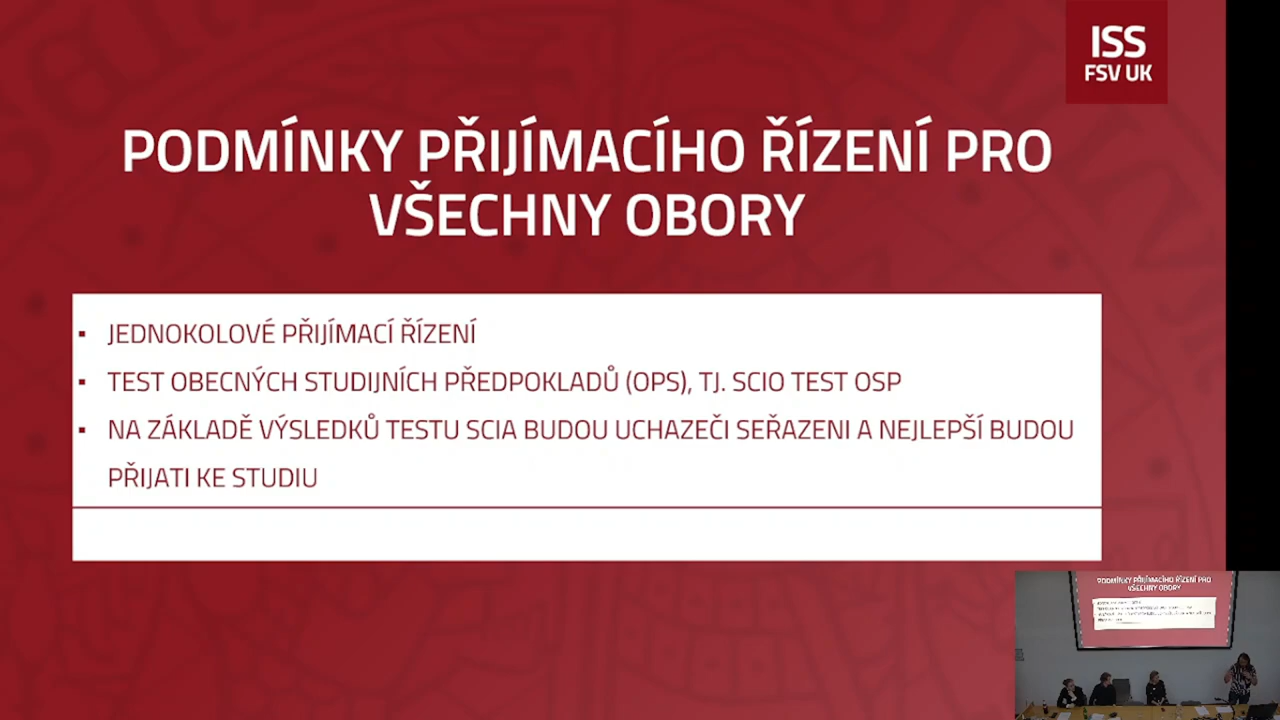 ISS
FSV UK
PODMÍNKY PŘIJÍMACÍHO ŘÍZENÍ PRO
VŠECHNY OBORY
▪ JEDNOKOLOVÉ PŘIJÍMACÍ ŘÍZENÍ
▪ TEST OBECNÝCH STUDIJNÍCH PŘEDPOKLADŮ (OPS), TJ. SCIO TEST OSP
▪ NA ZÁKLADĚ VÝSLEDKŮ TESTU SCIA BUDOU UCHAZEČI SEŘAZENI A NEJLEPŠÍ BUDOU
PŘIJATI KE STUDIU
PODMÍNKY PŘIJÍMACÍHO ŘÍZENÍ PRO
VŠECHNY OBORY